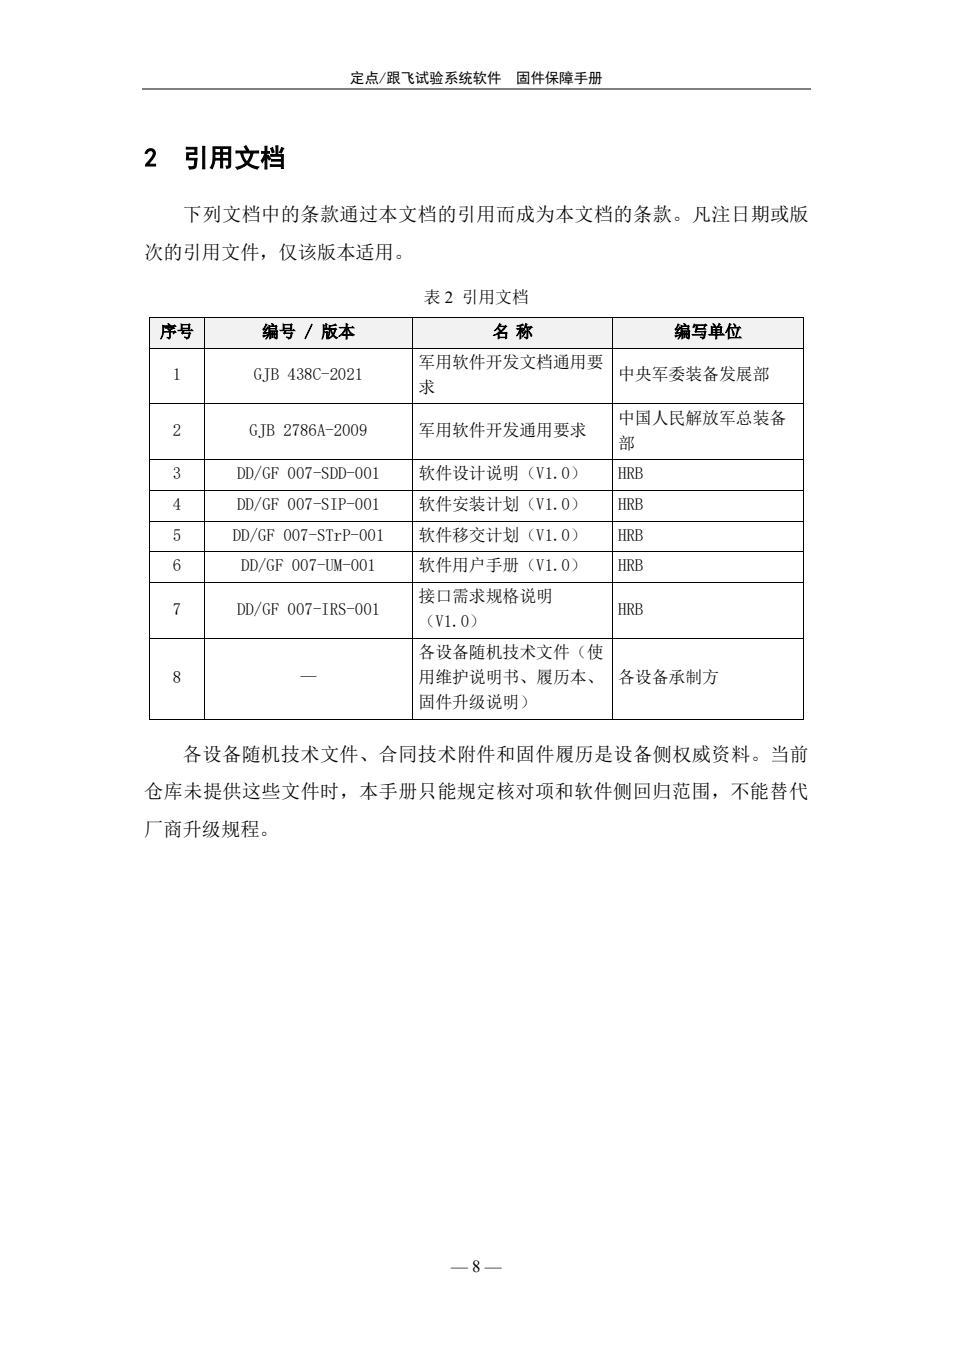 定点/跟飞试验系统软件　固件保障手册
2　引用文档
下列文档中的条款通过本文档的引用而成为本文档的条款。凡注日期或版
次的引用文件，仅该版本适用。
表 2 引用文档
序号 编号 / 版本 名 称 编写单位
1 GJB 438C-2021 军用软件开发文档通用要
求 中央军委装备发展部
2 GJB 2786A-2009 军用软件开发通用要求 中国人民解放军总装备
部
3 DD/GF 007-SDD-001 软件设计说明（V1.0） HRB
4 DD/GF 007-SIP-001 软件安装计划（V1.0） HRB
5 DD/GF 007-STrP-001 软件移交计划（V1.0） HRB
6 DD/GF 007-UM-001 软件用户手册（V1.0） HRB
7 DD/GF 007-IRS-001 接口需求规格说明
（V1.0） HRB
8 — 各设备随机技术文件（使
用维护说明书、履历本、
固件升级说明） 各设备承制方
各设备随机技术文件、合同技术附件和固件履历是设备侧权威资料。当前
仓库未提供这些文件时，本手册只能规定核对项和软件侧回归范围，不能替代
厂商升级规程。
— 8 —